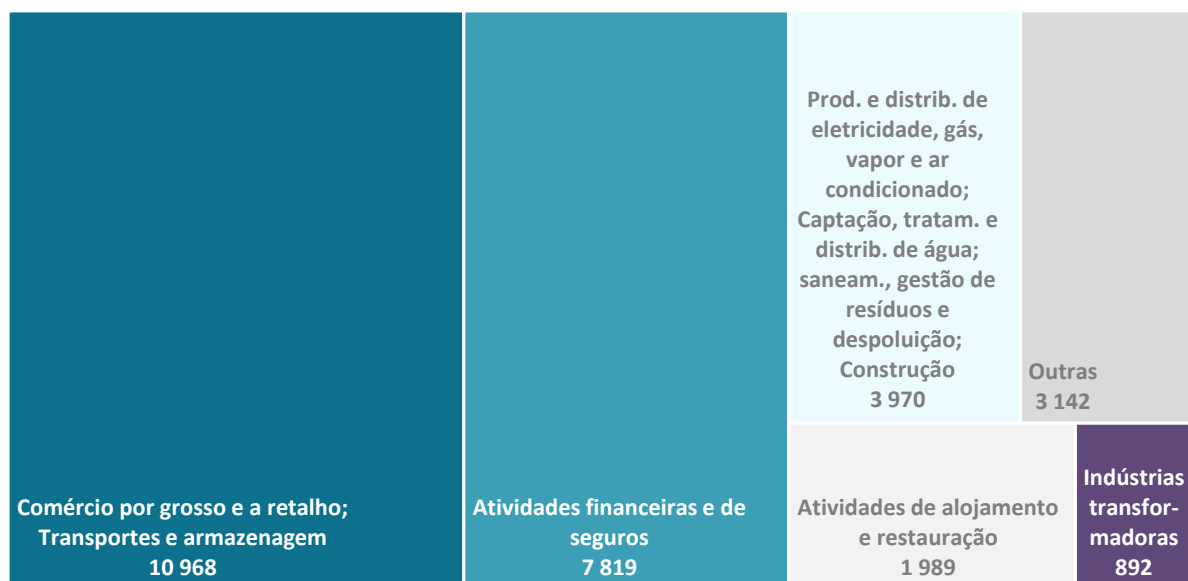 Comércio por grosso e a retalho;
Transportes e armazenagem
10 968
Atividades financeiras e de
seguros
7 819
Prod. e distrib. de
eletricidade, gás,
vapor e ar
condicionado;
Captação, tratam. e
distrib. de água;
saneam., gestão de
resíduos e
despoluição;
Construção
3 970
Outras
3 142
Atividades de alojamento
e restauração
1 989
Indústrias
transfor-
madoras
892